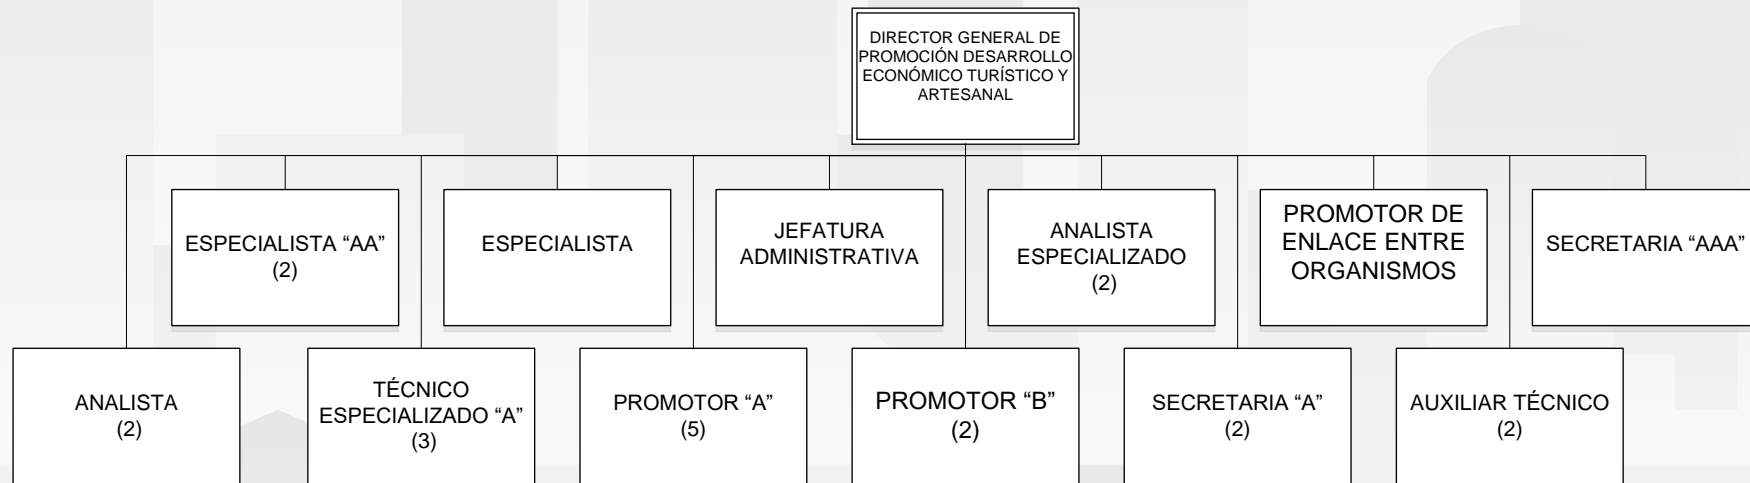 DIRECTOR GENERAL DE
PROMOCIÓN DESARROLLO
ECONÓMICO TURÍSTICO Y
ARTESANAL
ESPECIALISTA “AA”
(2)
ESPECIALISTA
JEFATURA
ADMINISTRATIVA
ANALISTA
ESPECIALIZADO
(2)
PROMOTOR DE
ENLACE ENTRE
ORGANISMOS
SECRETARIA “AAA”
ANALISTA
(2)
TÉCNICO
ESPECIALIZADO “A”
(3)
PROMOTOR “A”
(5)
PROMOTOR “B”
(2)
SECRETARIA “A”
(2)
AUXILIAR TÉCNICO
(2)